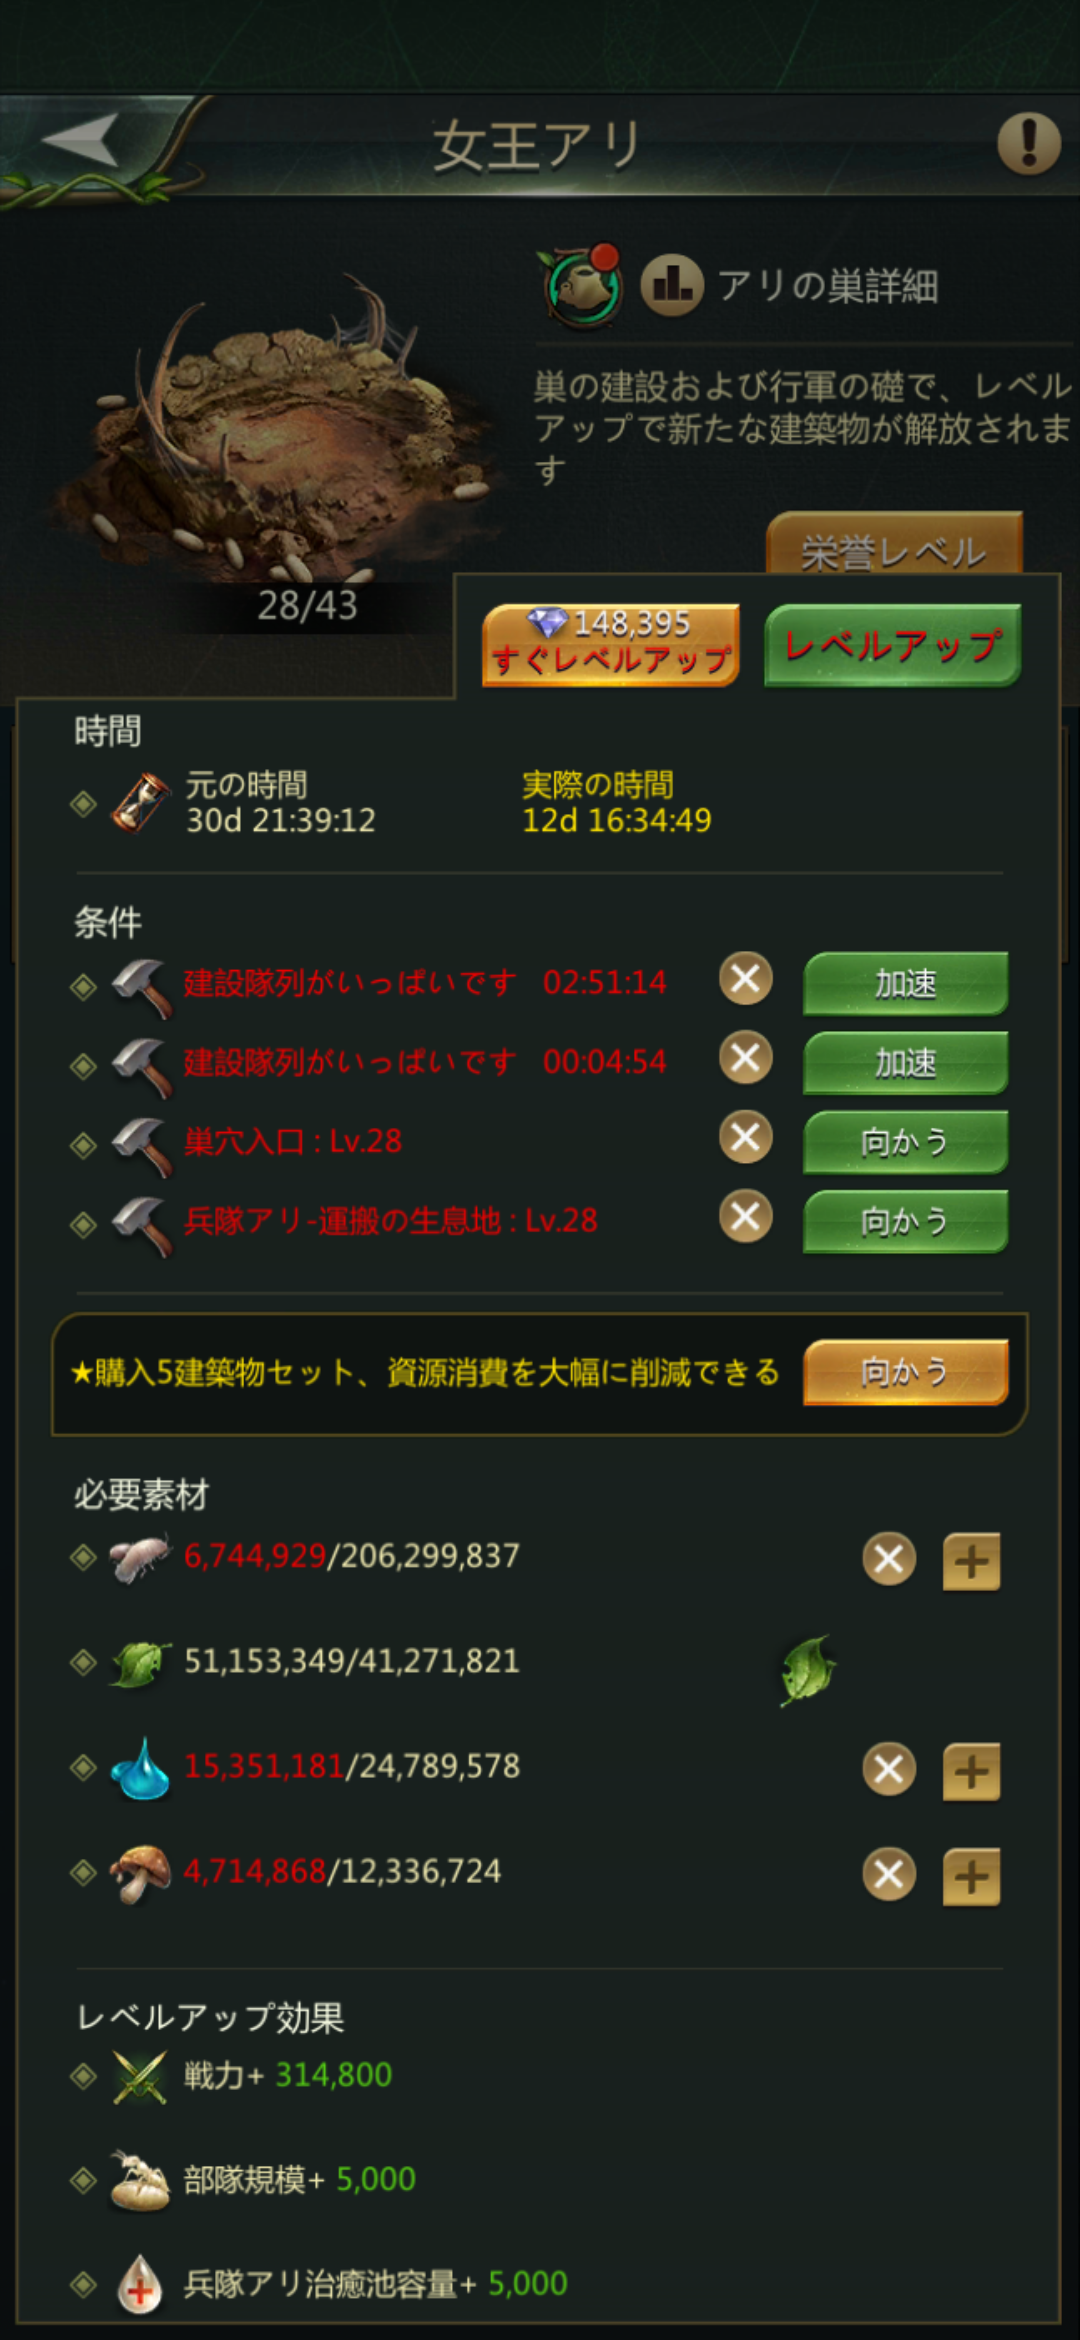 女王アリ
アリの巣詳細
巣の建設および行軍の礎で、レベル
アップで新たな建築物が解放されま
す
栄誉レベル
28/43
148,395
すぐレベルアップ
レベルアップ
時間
元の時間
実際の時間
30d 21:39:12
12d 16:34:49
条件
建設隊列がいっぱいです 02:51:14
加速
建設隊列がいっぱいです 00:04:54
加速
巣穴入口 : Lv.28
向かう
兵隊アリ-運搬の生息地 : Lv.28
向かう
★購入5建築物セット、資源消費を大幅に削減できる
向かう
必要素材
6,744,929/206,299,837
51,153,349/41,271,821
15,351,181/24,789,578
4,714,868/12,336,724
レベルアップ効果
戦力+ 314,800
部隊規模+ 5,000
兵隊アリ治癒池容量+ 5,000